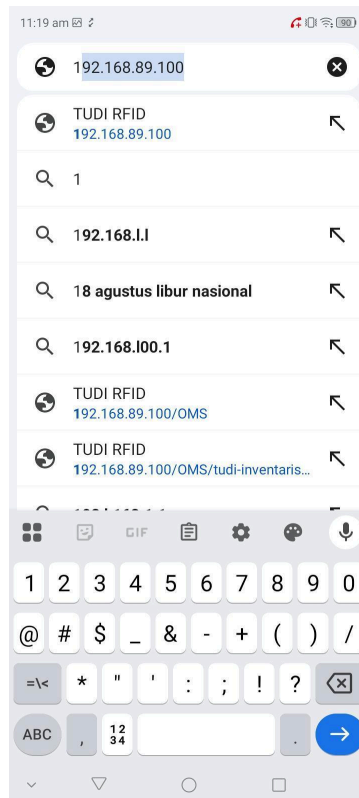 11:19 am
90
192.168.89.100
TUDI RFID
192.168.89.100
1
192.168.l.l
18 agustus libur nasional
192.168.l00.1
TUDI RFID
192.168.89.100/OMS
TUDI RFID
192.168.89.100/OMS/tudi-inventaris...
GIF
1 2 3 4 5 6 7 8 9 0
@ # $ _ & - + ( ) /
=\< * " ' : ; ! ?
ABC , 12 34 .